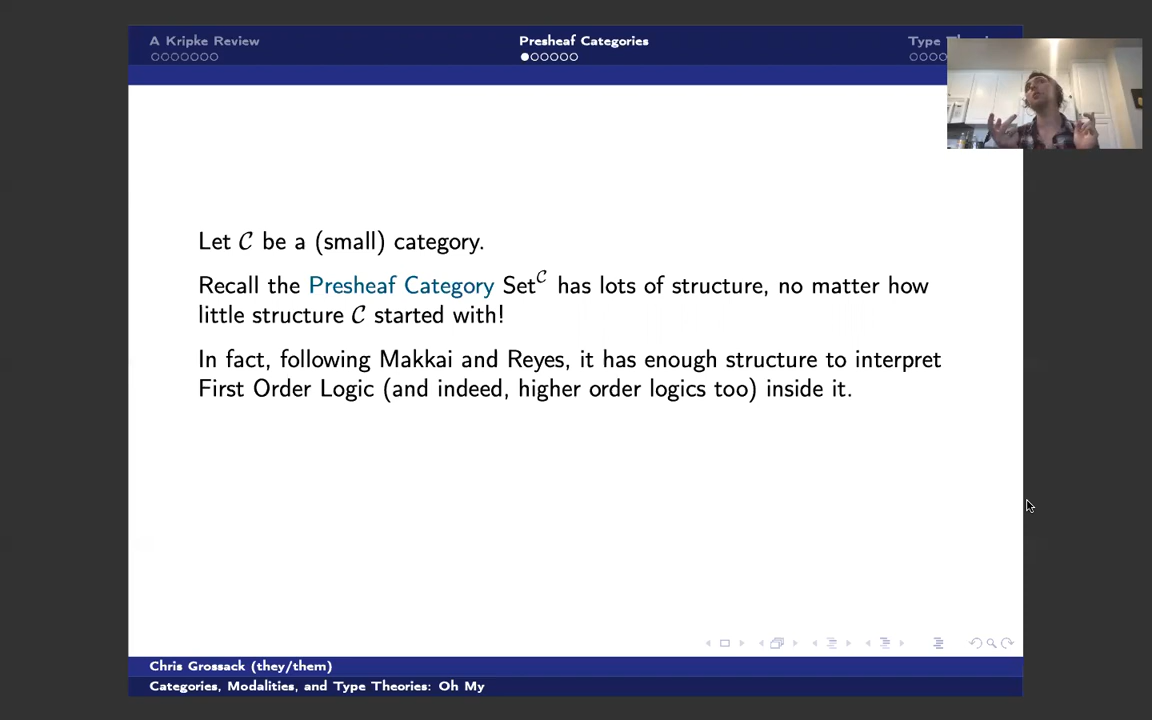 A Kripke Review
Presheaf Categories
Type
Let 𝒞 be a (small) category.
Recall the Presheaf Category Set^𝒞 has lots of structure, no matter how
little structure 𝒞 started with!
In fact, following Makkai and Reyes, it has enough structure to interpret
First Order Logic (and indeed, higher order logics too) inside it.
Chris Grossack (they/them)
Categories, Modalities, and Type Theories: Oh My